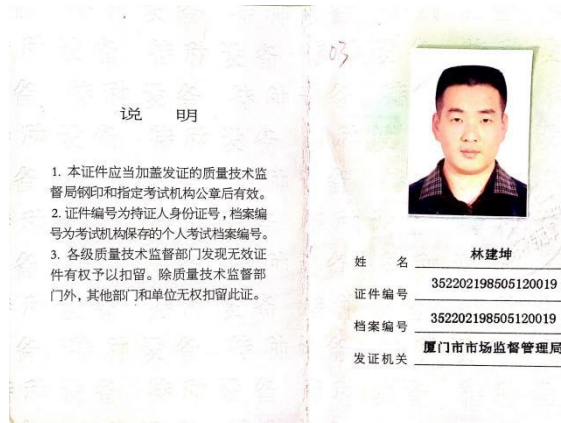 说 明
1. 本证件应当加盖发证的质量技术监
督局钢印和指定考试机构公章后有效。
2. 证件编号为持证人身份证号，档案编
号为考试机构保存的个人考试档案编号。
3. 各级质量技术监督部门发现无效证
件有权予以扣留。除质量技术监督部
门外，其他部门和单位无权扣留此证。
03
姓 名 林建坤
证件编号 352202198505120019
档案编号 352202198505120019
发证机关 厦门市市场监督管理局